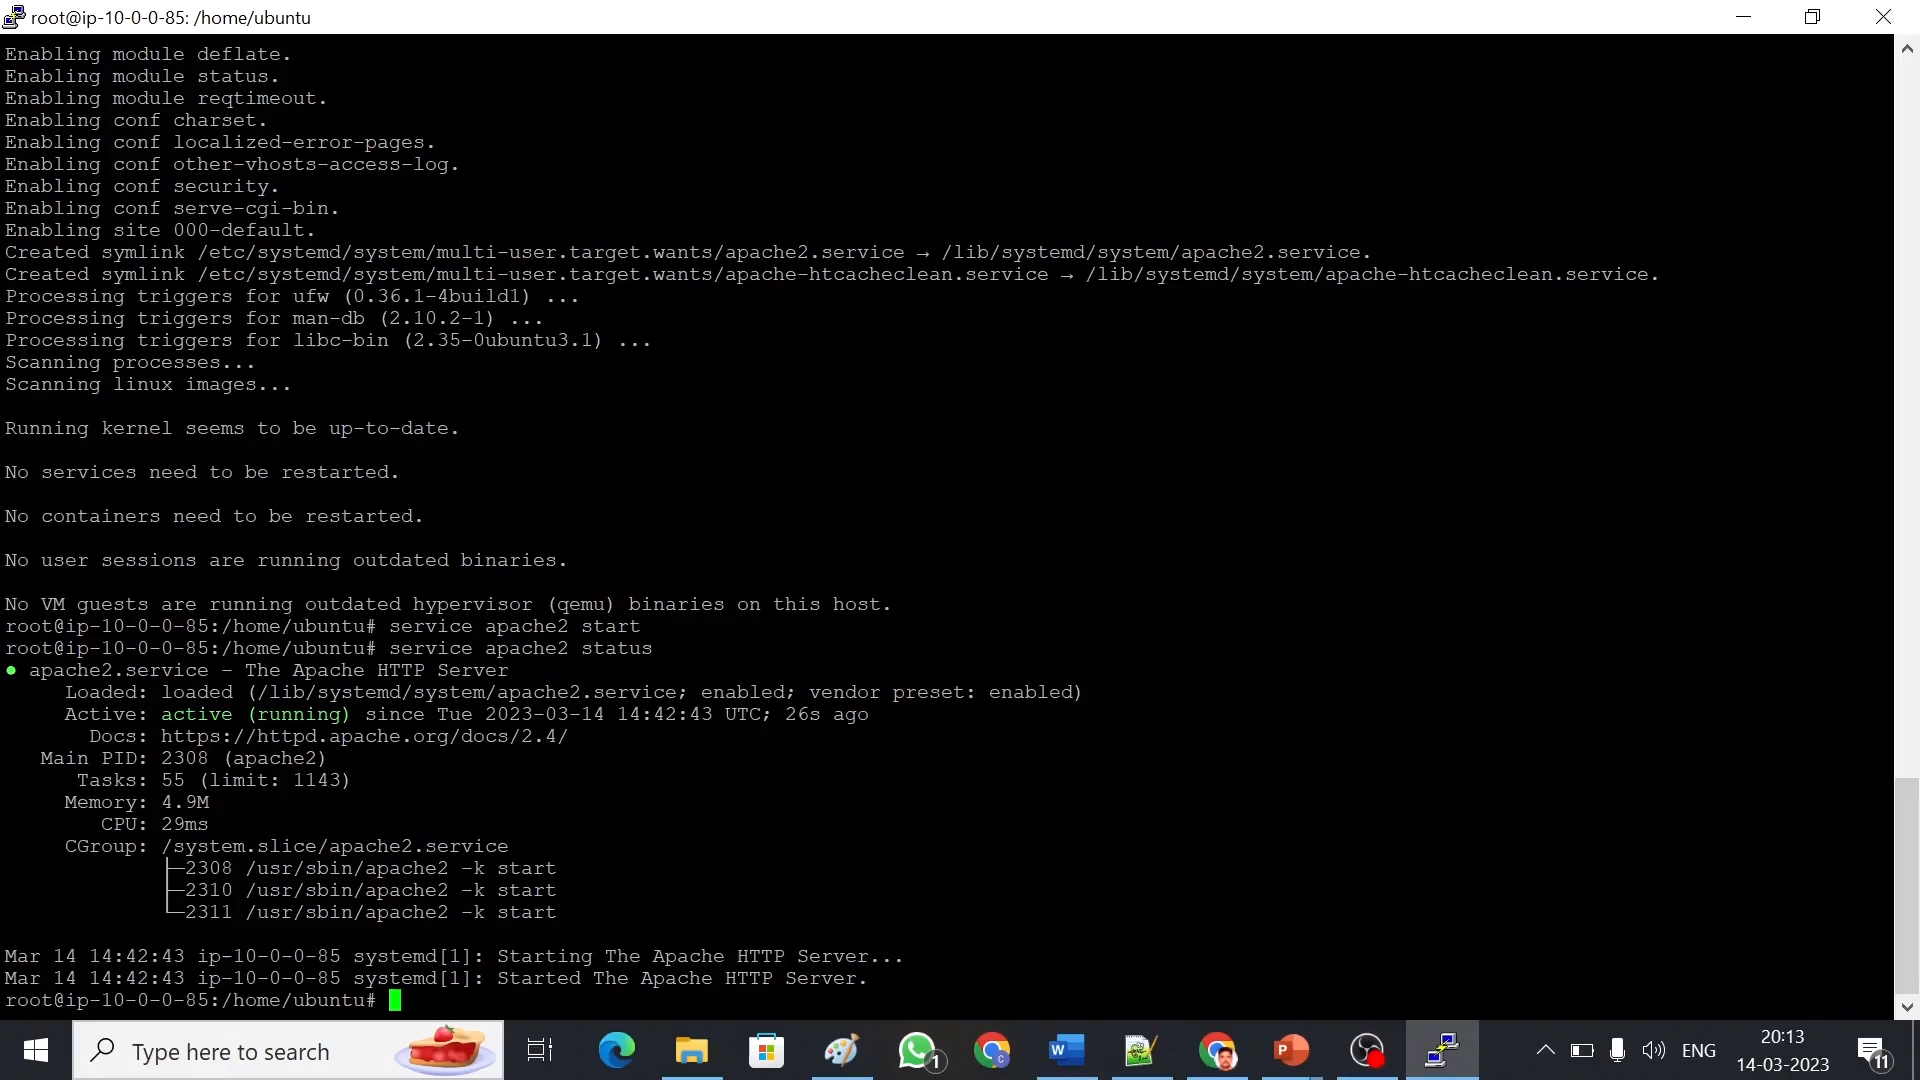 root@ip-10-0-0-85: /home/ubuntu
Enabling module deflate.
Enabling module status.
Enabling module reqtimeout.
Enabling conf charset.
Enabling conf localized-error-pages.
Enabling conf other-vhosts-access-log.
Enabling conf security.
Enabling conf serve-cgi-bin.
Enabling site 000-default.
Created symlink /etc/systemd/system/multi-user.target.wants/apache2.service → /lib/systemd/system/apache2.service.
Created symlink /etc/systemd/system/multi-user.target.wants/apache-htcacheclean.service → /lib/systemd/system/apache-htcacheclean.service.
Processing triggers for ufw (0.36.1-4build1) ...
Processing triggers for man-db (2.10.2-1) ...
Processing triggers for libc-bin (2.35-0ubuntu3.1) ...
Scanning processes...
Scanning linux images...
Running kernel seems to be up-to-date.
No services need to be restarted.
No containers need to be restarted.
No user sessions are running outdated binaries.
No VM guests are running outdated hypervisor (qemu) binaries on this host.
root@ip-10-0-0-85:/home/ubuntu# service apache2 start
root@ip-10-0-0-85:/home/ubuntu# service apache2 status
● apache2.service - The Apache HTTP Server
Loaded: loaded (/lib/systemd/system/apache2.service; enabled; vendor preset: enabled)
Active: active (running) since Tue 2023-03-14 14:42:43 UTC; 26s ago
Docs: https://httpd.apache.org/docs/2.4/
Main PID: 2308 (apache2)
Tasks: 55 (limit: 1143)
Memory: 4.9M
CPU: 29ms
CGroup: /system.slice/apache2.service
├─2308 /usr/sbin/apache2 -k start
├─2310 /usr/sbin/apache2 -k start
└─2311 /usr/sbin/apache2 -k start
Mar 14 14:42:43 ip-10-0-0-85 systemd[1]: Starting The Apache HTTP Server...
Mar 14 14:42:43 ip-10-0-0-85 systemd[1]: Started The Apache HTTP Server.
root@ip-10-0-0-85:/home/ubuntu#
Type here to search
1
C
W
P
ENG
20:13
14-03-2023
11